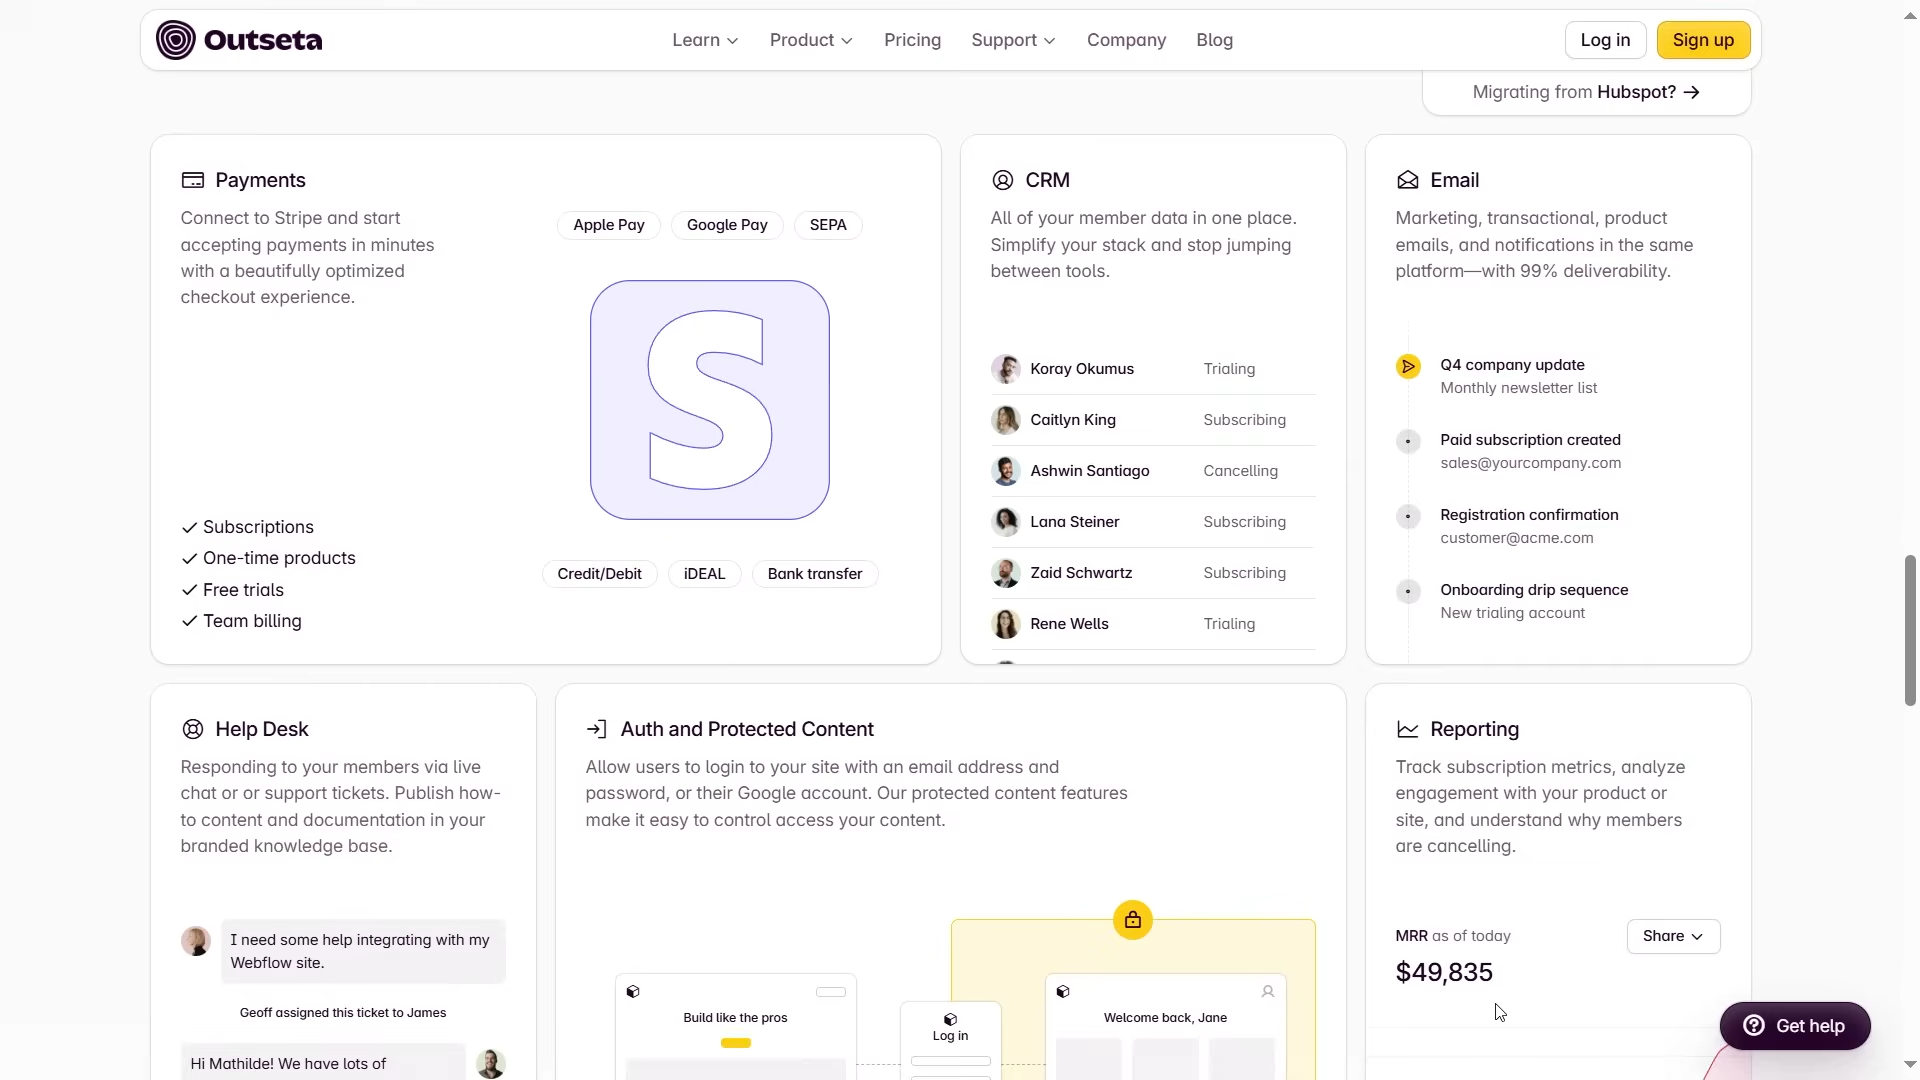 Outseta
Learn
Product
Pricing
Support
Company
Blog
Log in
Sign up
Migrating from Hubspot? →
Payments
Connect to Stripe and start
accepting payments in minutes
with a beautifully optimized
checkout experience.
Subscriptions
One-time products
Free trials
Team billing
Apple Pay
Google Pay
SEPA
S
Credit/Debit
iDEAL
Bank transfer
CRM
All of your member data in one place.
Simplify your stack and stop jumping
between tools.
Koray Okumus Trialing
Caitlyn King Subscribing
Ashwin Santiago Cancelling
Lana Steiner Subscribing
Zaid Schwartz Subscribing
Rene Wells Trialing
Email
Marketing, transactional, product
emails, and notifications in the same
platform—with 99% deliverability.
Q4 company update
Monthly newsletter list
Paid subscription created
sales@yourcompany.com
Registration confirmation
customer@acme.com
Onboarding drip sequence
New trialing account
Help Desk
Responding to your members via live
chat or or support tickets. Publish how-
to content and documentation in your
branded knowledge base.
I need some help integrating with my
Webflow site.
Geoff assigned this ticket to James
Hi Mathilde! We have lots of
Auth and Protected Content
Allow users to login to your site with an email address and
password, or their Google account. Our protected content features
make it easy to control access your content.
Build like the pros
Log in
Welcome back, Jane
Reporting
Track subscription metrics, analyze
engagement with your product or
site, and understand why members
are cancelling.
MRR as of today
$49,835
Share
Get help